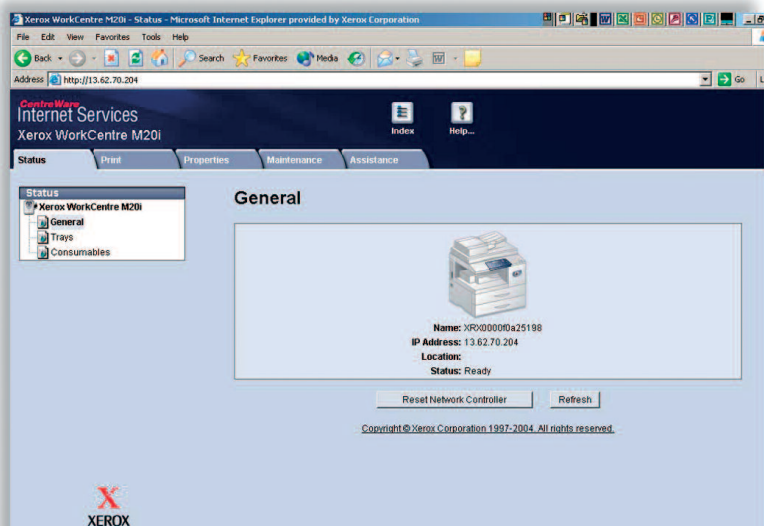 Xerox WorkCentre M20i - Status - Microsoft Internet Explorer provided by Xerox Corporation
File Edit View Favorites Tools Help
Back Search Favorites Media
Address http://13.62.70.204 Go
CentreWare
Internet Services
Xerox WorkCentre M20i
Index Help...
Status Print Properties Maintenance Assistance
Status
Xerox WorkCentre M20i
General
Trays
Consumables
General
Name: XRX0000f0a25198
IP Address: 13.62.70.204
Location:
Status: Ready
Reset Network Controller Refresh
Copyright © Xerox Corporation 1997-2004. All rights reserved.
X
XEROX